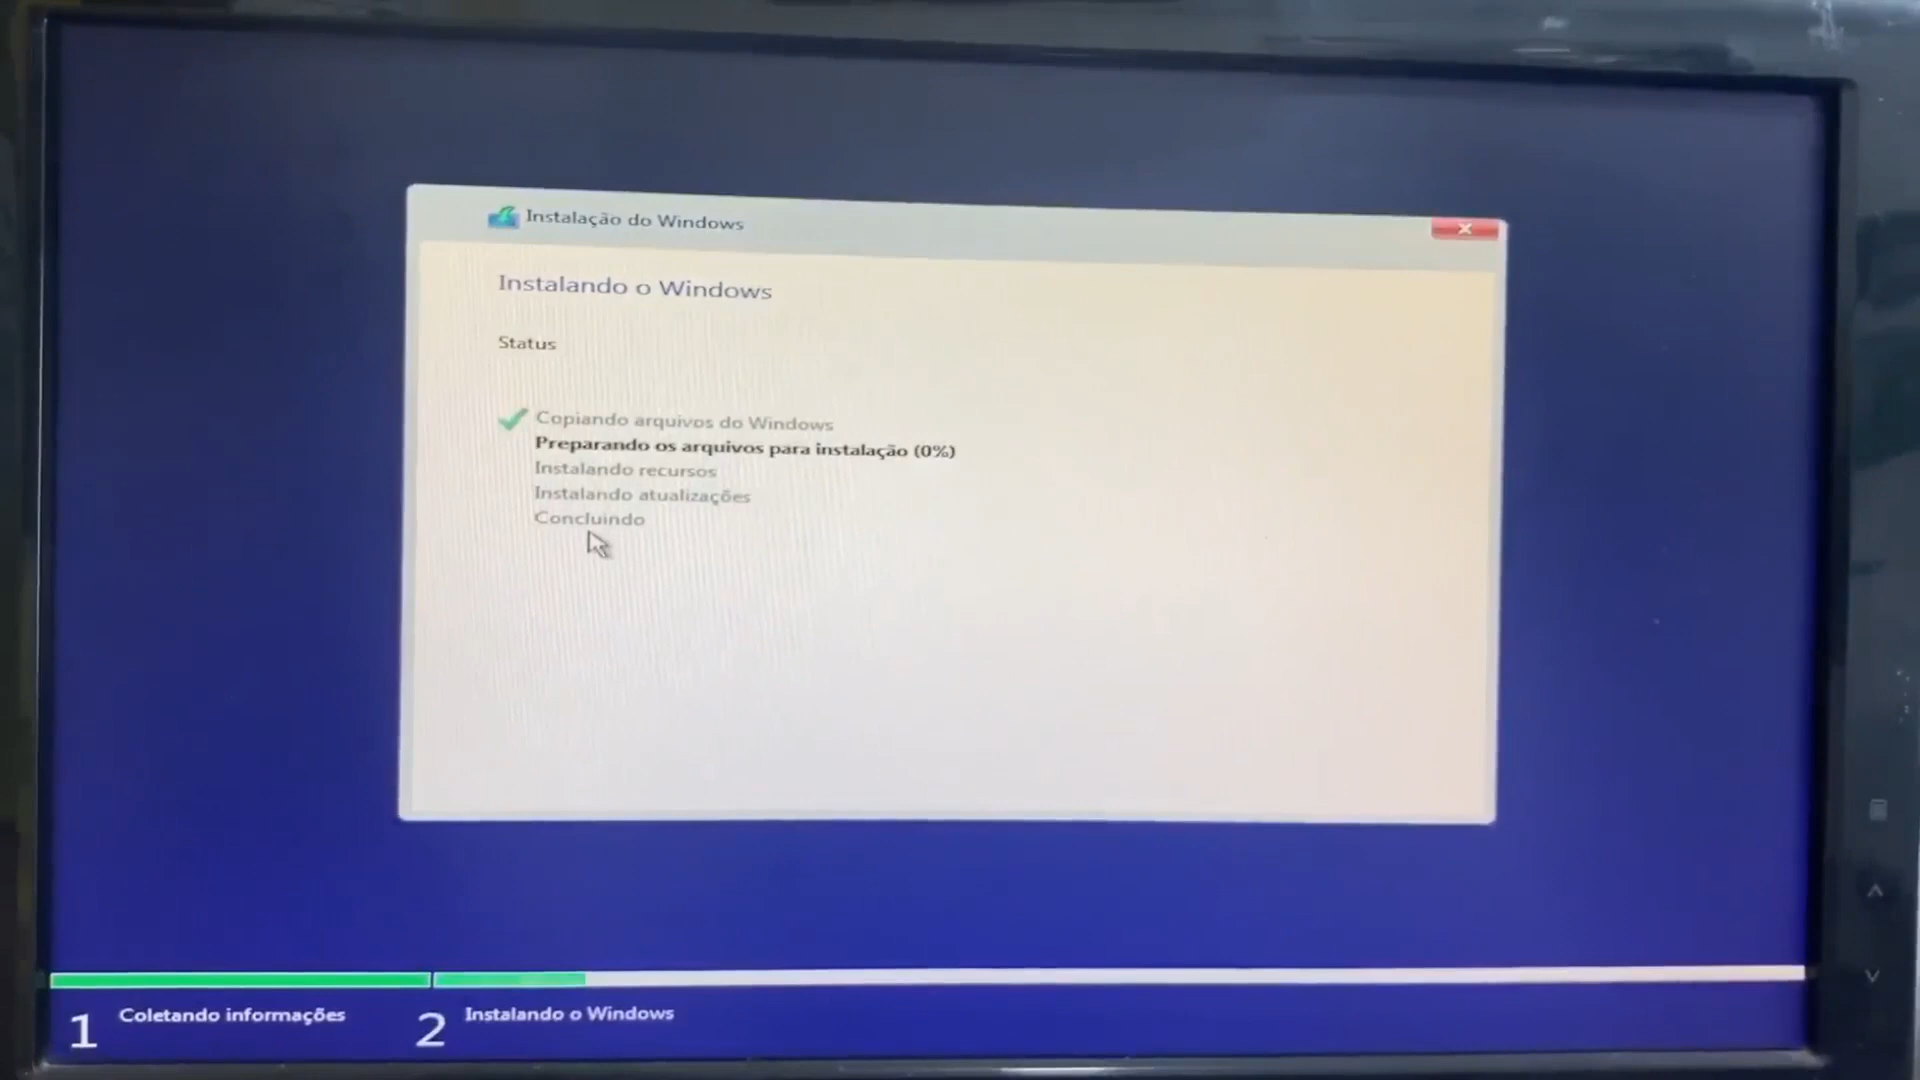 Instalação do Windows
Instalando o Windows
Status
Copiando arquivos do Windows
Preparando os arquivos para instalação (0%)
Instalando recursos
Instalando atualizações
Concluindo
1 Coletando informações
2 Instalando o Windows